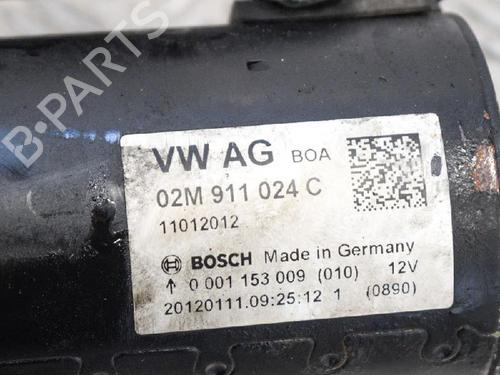 B-PARTS
VW AG BOA
02M 911 024 C
11012012
BOSCH Made in Germany
↑ 0 001 153 009 (010) 12V
20120111.09:25:12 1 (0890)